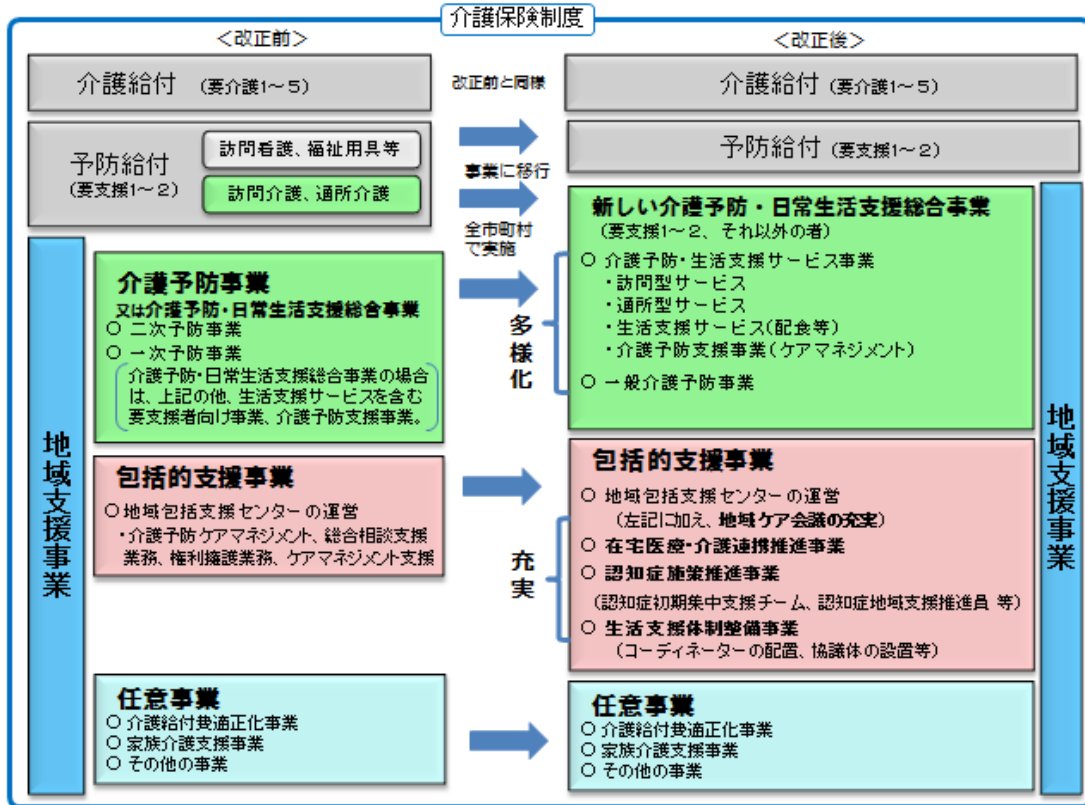 介護保険制度
＜改正前＞
介護給付 (要介護1～5)
予防給付
(要支援1～2)
訪問看護、福祉用具等
訪問介護、通所介護
地域支援事業
介護予防事業
又は介護予防・日常生活支援総合事業
○ 二次予防事業
○ 一次予防事業
介護予防・日常生活支援総合事業の場合
は、上記の他、生活支援サービスを含む
要支援者向け事業、介護予防支援事業。
包括的支援事業
○地域包括支援センターの運営
・介護予防ケアマネジメント、総合相談支援
業務、権利擁護業務、ケアマネジメント支援
任意事業
○ 介護給付費適正化事業
○ 家族介護支援事業
○ その他の事業
改正前と同様
事業に移行
全市町村
で実施
多様化
充実
＜改正後＞
介護給付 (要介護1～5)
予防給付 (要支援1～2)
新しい介護予防・日常生活支援総合事業
(要支援1～2、それ以外の者)
○ 介護予防・生活支援サービス事業
・訪問型サービス
・通所型サービス
・生活支援サービス(配食等)
・介護予防支援事業(ケアマネジメント)
○ 一般介護予防事業
包括的支援事業
○ 地域包括支援センターの運営
(左記に加え、地域ケア会議の充実)
○ 在宅医療・介護連携推進事業
○ 認知症施策推進事業
(認知症初期集中支援チーム、認知症地域支援推進員 等)
○ 生活支援体制整備事業
(コーディネーターの配置、協議体の設置等)
任意事業
○ 介護給付費適正化事業
○ 家族介護支援事業
○ その他の事業
地域支援事業